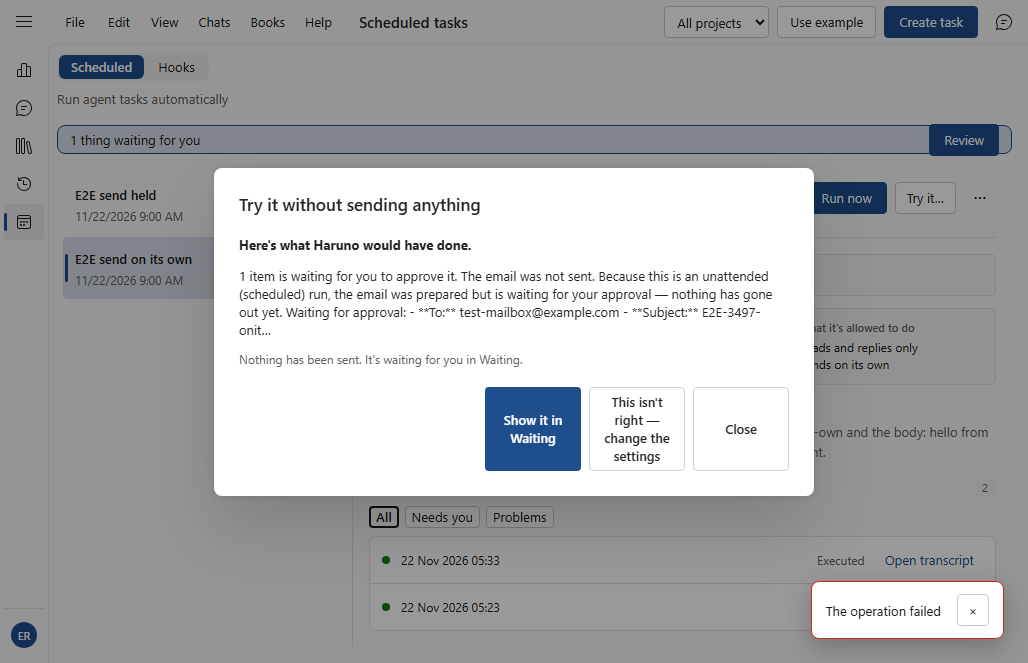 File Edit View Chats Books Help Scheduled tasks All projects Use example Create task
Scheduled Hooks
Run agent tasks automatically
1 thing waiting for you Review
E2E send held
11/22/2026 9:00 AM
E2E send on its own
11/22/2026 9:00 AM
Run now Try it... ...
Try it without sending anything
Here's what Haruno would have done.
1 item is waiting for you to approve it. The email was not sent. Because this is an unattended
(scheduled) run, the email was prepared but is waiting for your approval — nothing has gone
out yet. Waiting for approval: - **To:** test-mailbox@example.com - **Subject:** E2E-3497-
onit...
Nothing has been sent. It's waiting for you in Waiting.
Show it in
Waiting
This isn't
right —
change the
settings
Close
at it's allowed to do
ads and replies only
nds on its own
-own and the body: hello from
nt.
2
All Needs you Problems
22 Nov 2026 05:33 Executed Open transcript
22 Nov 2026 05:23
The operation failed ×
ER